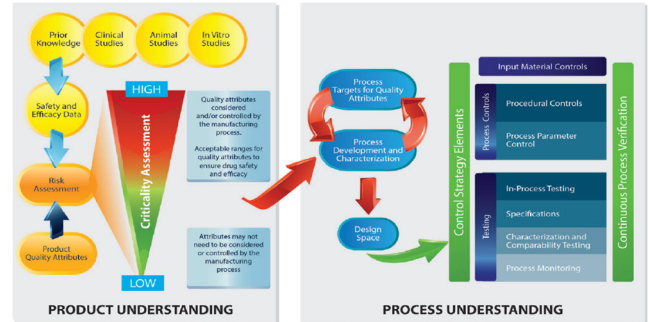 Prior
Knowledge
Clinical
Studies
Animal
Studies
In Vitro
Studies
Safety and
Efficacy Data
Risk
Assessment
Product
Quality Attributes
HIGH
Criticality Assessment
LOW
Quality attributes
considered
and/or controlled by
the manufacturing
process.
Acceptable ranges for
quality attributes to
ensure drug safety
and efficacy
Attributes may not
need to be considered
or controlled by the
manufacturing
process
PRODUCT UNDERSTANDING
Process
Targets for Quality
Attributes
Process
Development and
Characterization
Design
Space
Control Strategy Elements
Input Material Controls
Process Controls
Procedural Controls
Process Parameter
Control
Testing
In-Process Testing
Specifications
Characterization and
Comparability Testing
Process Monitoring
Continuous Process Verification
PROCESS UNDERSTANDING